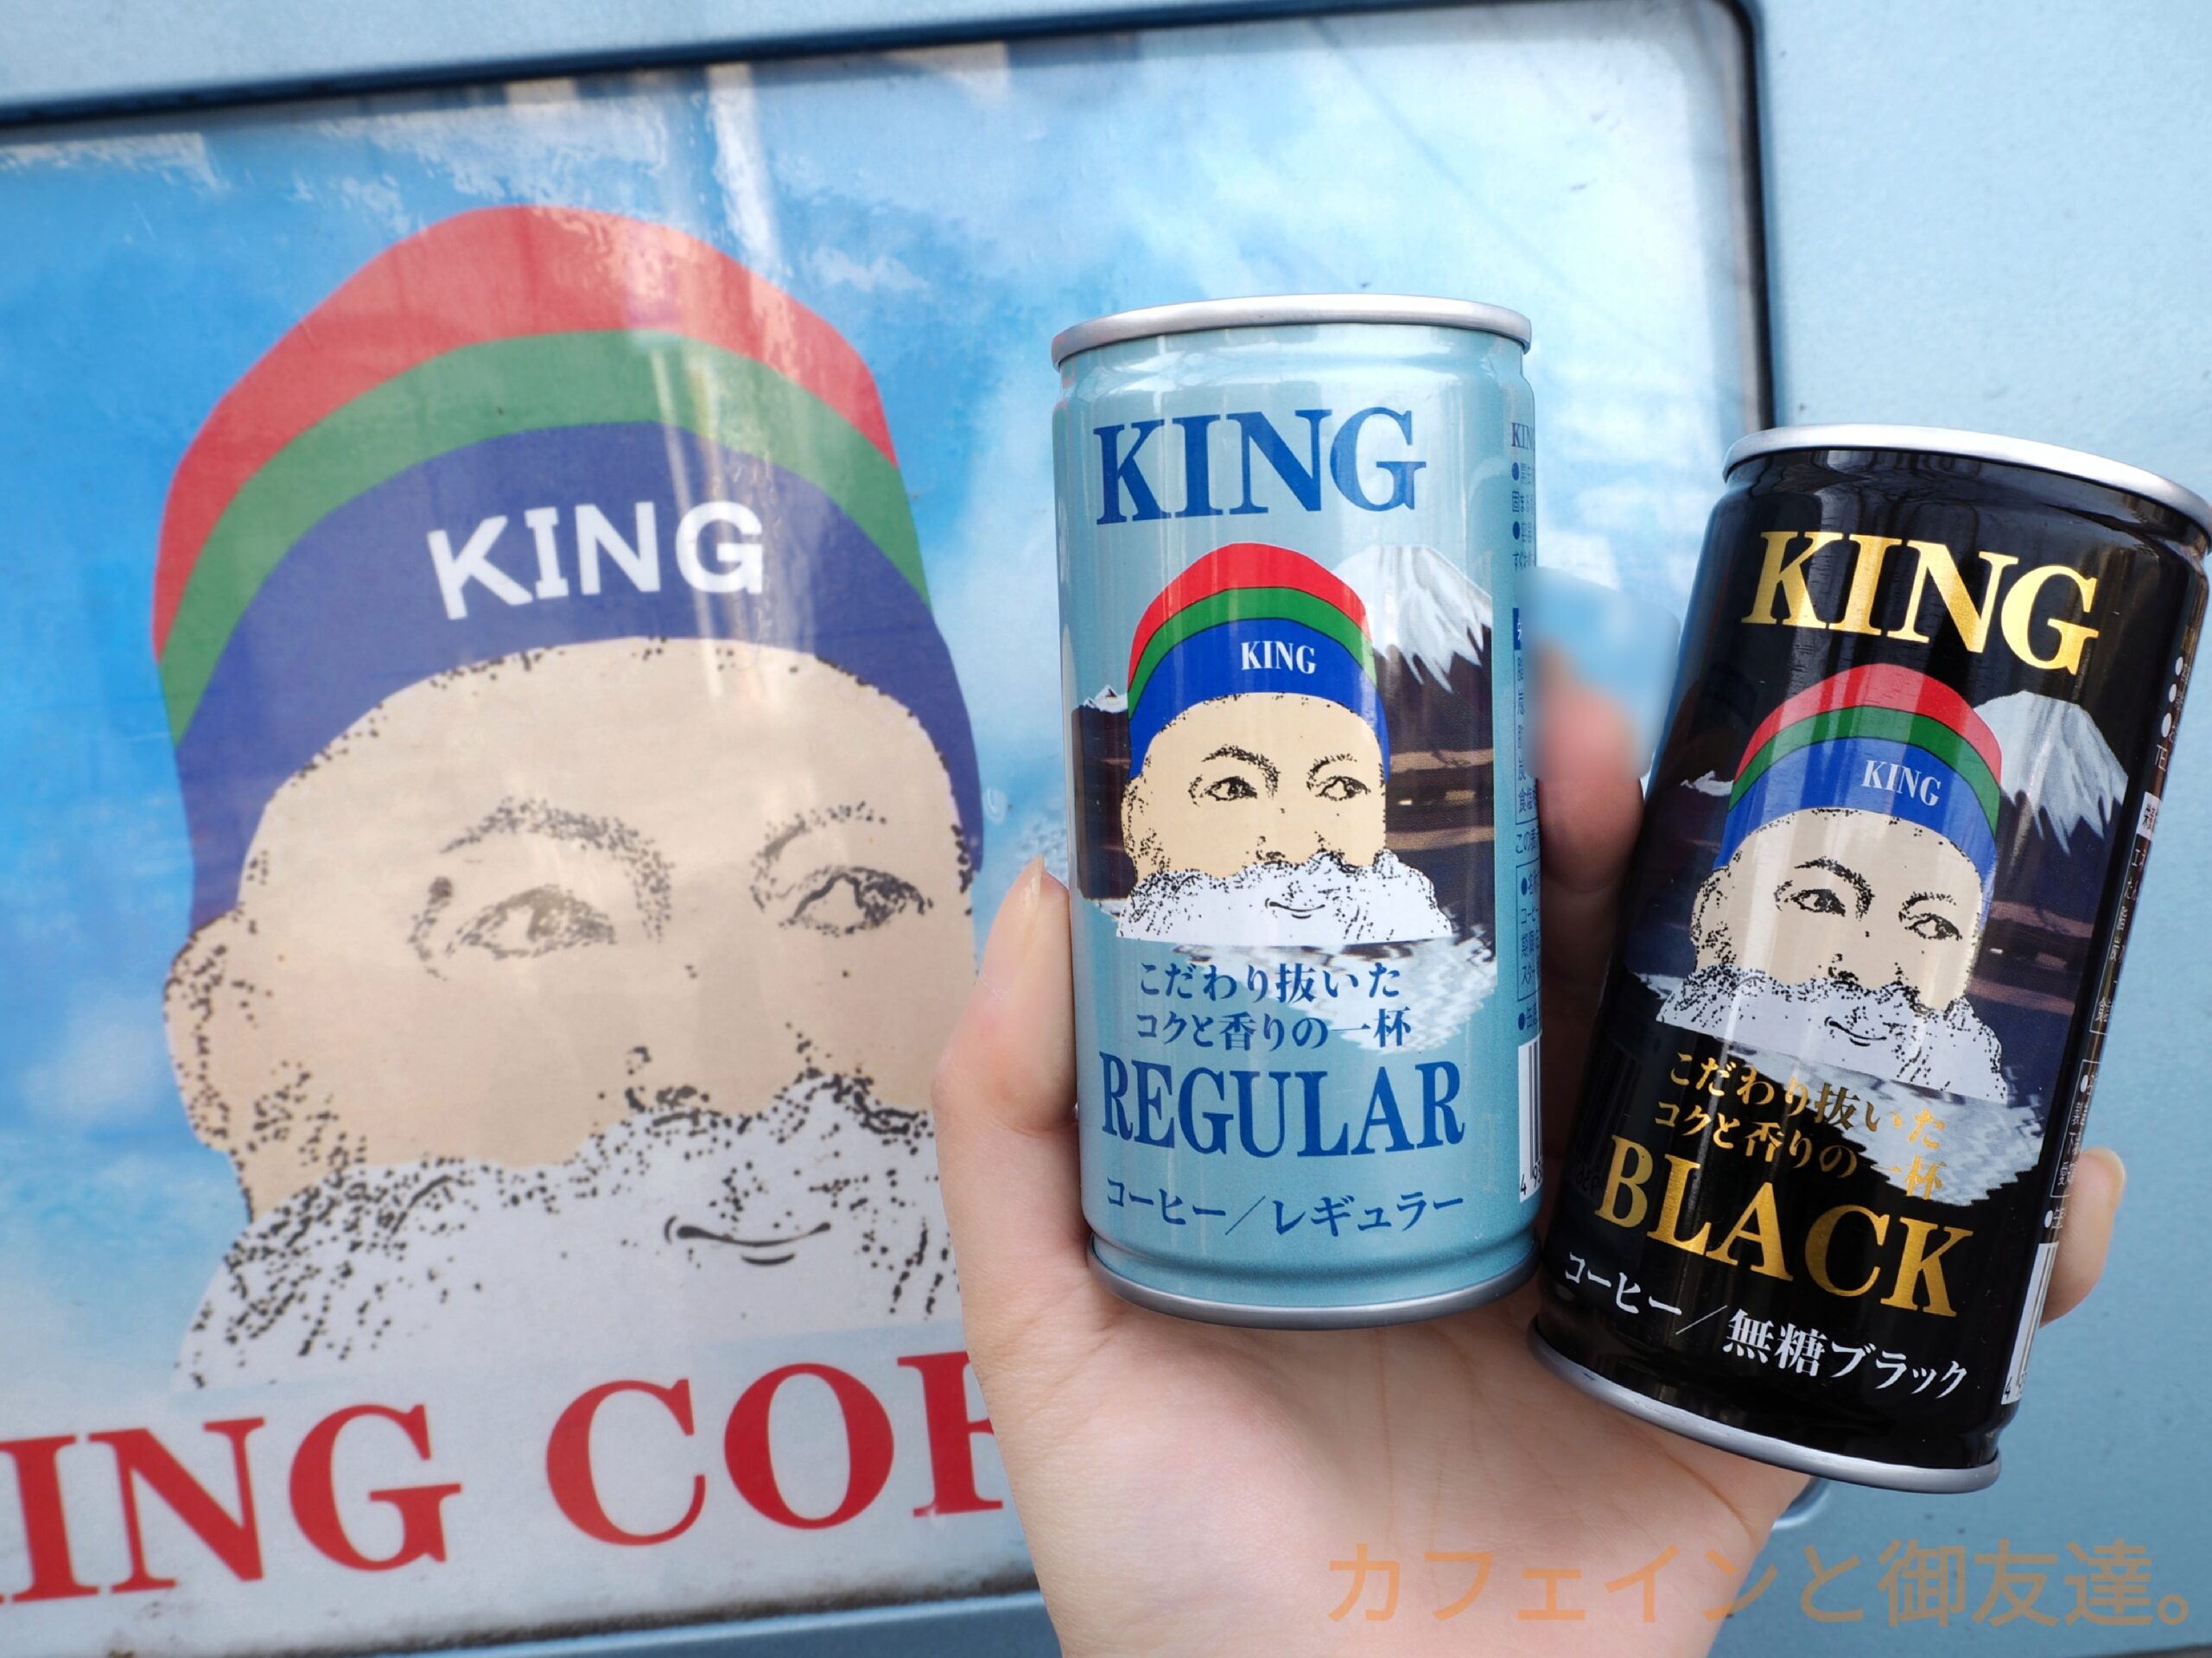 KING
ING COF
KING
KING
こだわり抜いた
コクと香りの一杯
REGULAR
コーヒー／レギュラー
KING
KING
こだわり抜いた
コクと香りの一杯
BLACK
コーヒー／無糖ブラック
カフェインと御友達。